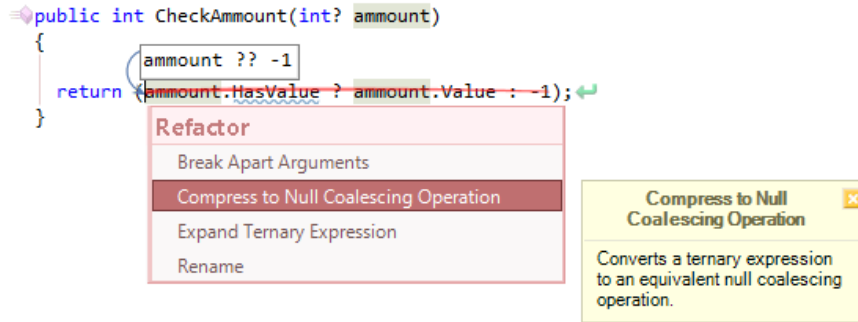 public int CheckAmmount(int? ammount)
{
ammount ?? -1
return (ammount.HasValue ? ammount.Value : -1);
}
Refactor
Break Apart Arguments
Compress to Null Coalescing Operation
Expand Ternary Expression
Rename
Compress to Null
Coalescing Operation
Converts a ternary expression
to an equivalent null coalescing
operation.